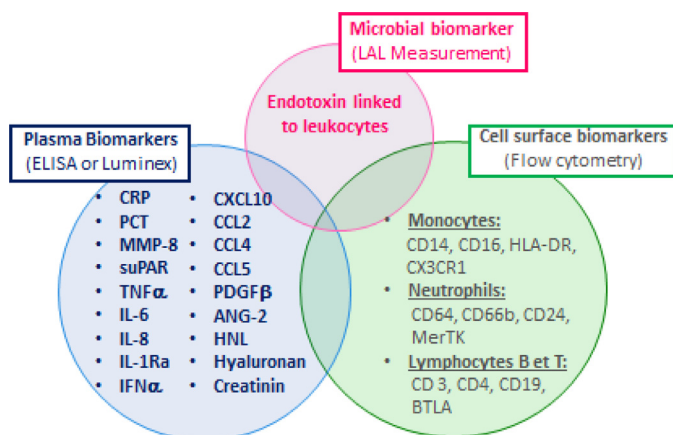 Microbial biomarker
(LAL Measurement)
Endotoxin linked
to leukocytes
Plasma Biomarkers
(ELISA or Luminex)
• CRP
• PCT
• MMP-8
• suPAR
• TNFα
• IL-6
• IL-8
• IL-1Ra
• IFNα
• CXCL10
• CCL2
• CCL4
• CCL5
• PDGFβ
• ANG-2
• HNL
• Hyaluronan
• Creatinin
Cell surface biomarkers
(Flow cytometry)
• Monocytes:
CD14, CD16, HLA-DR,
CX3CR1
• Neutrophils:
CD64, CD66b, CD24,
MerTK
• Lymphocytes B et T:
CD 3, CD4, CD19,
BTLA